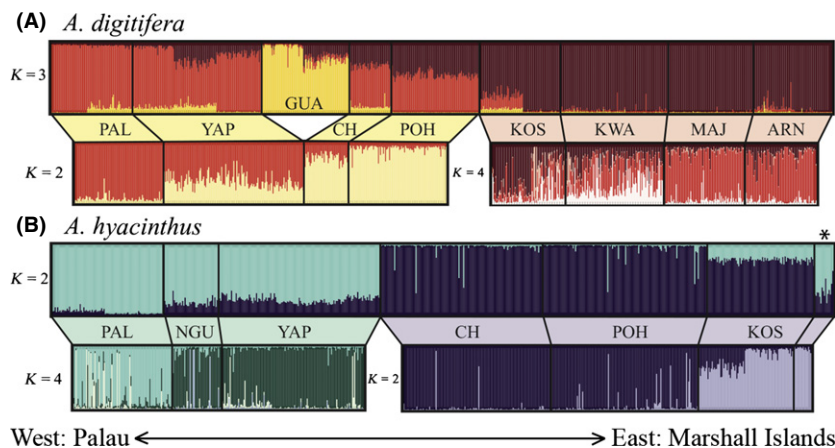 (A) A. digitifera
K = 3
GUA
PAL YAP CH POH KOS KWA MAJ ARN
K = 2
K = 4
(B) A. hyacinthus
*
K = 2
PAL NGU YAP CH POH KOS
K = 4
K = 2
West: Palau
East: Marshall Islands